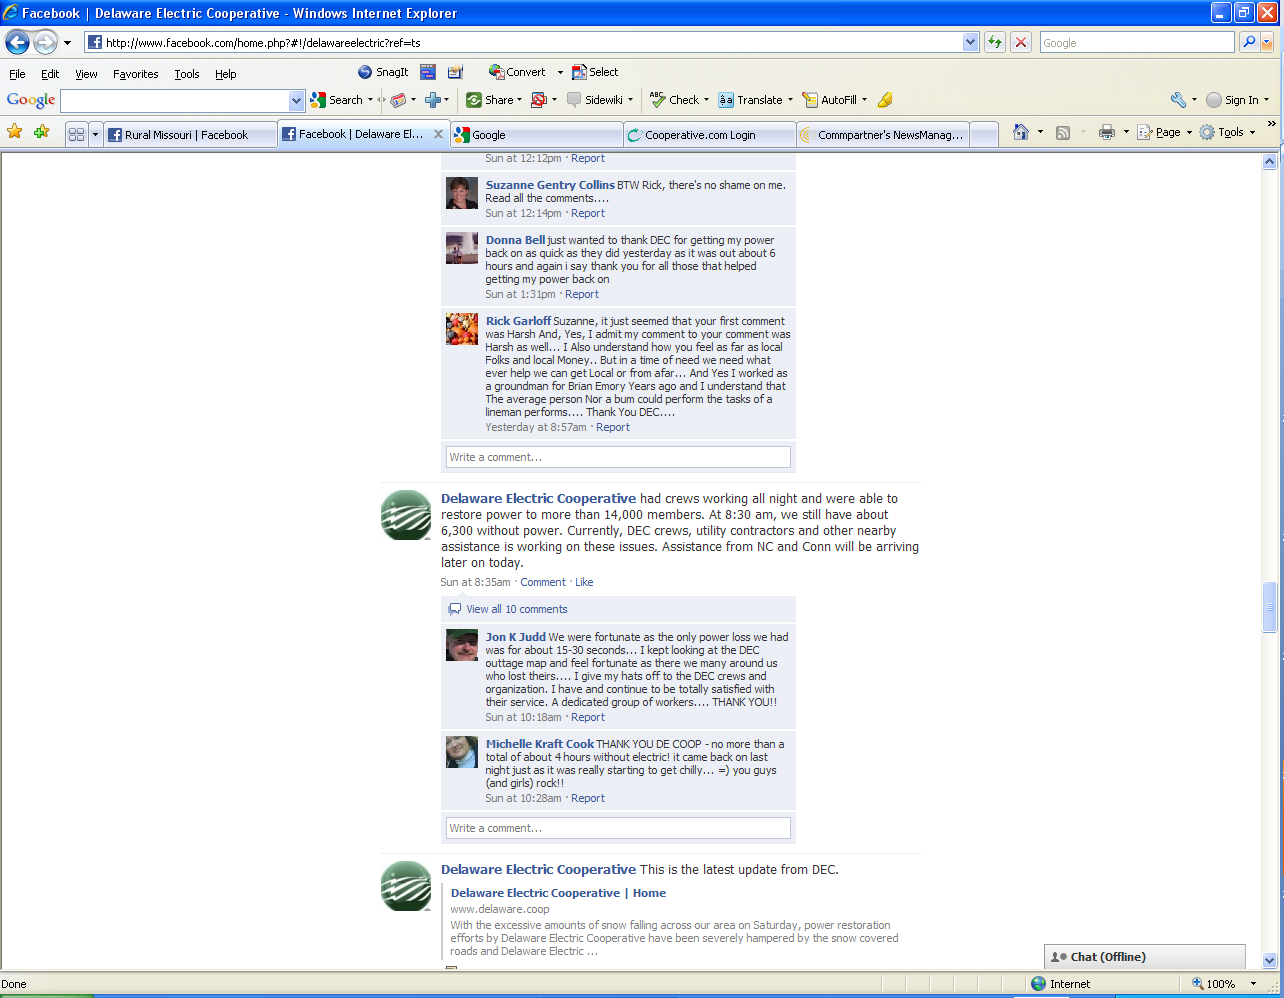 Facebook | Delaware Electric Cooperative - Windows Internet Explorer
http://www.facebook.com/home.php?#!/delawareelectric?ref=ts
Google
File Edit View Favorites Tools Help
SnagIt
Convert
Select
Google
Search
Share
Sidewiki
ABC Check
Translate
AutoFill
Sign In
Rural Missouri | Facebook
Facebook | Delaware El...
Google
Cooperative.com Login
Commpartner's NewsManag...
Page
Tools
Sun at 12:12pm · Report
Suzanne Gentry Collins BTW Rick, there's no shame on me.
Read all the comments....
Sun at 12:14pm · Report
Donna Bell just wanted to thank DEC for getting my power
back on as quick as they did yesterday as it was out about 6
hours and again i say thank you for all those that helped
getting my power back on
Sun at 1:31pm · Report
Rick Garloff Suzanne, it just seemed that your first comment
was Harsh And, Yes, I admit my comment to your comment was
Harsh as well... I Also understand how you feel as far as local
Folks and local Money.. But in a time of need we need what
ever help we can get Local or from afar... And Yes I worked as
a groundman for Brian Emory Years ago and I understand that
The average person Nor a bum could perform the tasks of a
lineman performs.... Thank You DEC....
Yesterday at 8:57am · Report
Write a comment...
Delaware Electric Cooperative had crews working all night and were able to
restore power to more than 14,000 members. At 8:30 am, we still have about
6,300 without power. Currently, DEC crews, utility contractors and other nearby
assistance is working on these issues. Assistance from NC and Conn will be arriving
later on today.
Sun at 8:35am · Comment · Like
View all 10 comments
Jon K Judd We were fortunate as the only power loss we had
was for about 15-30 seconds... I kept looking at the DEC
outtage map and feel fortunate as there we many around us
who lost theirs.... I give my hats off to the DEC crews and
organization. I have and continue to be totally satisfied with
their service. A dedicated group of workers.... THANK YOU!!
Sun at 10:18am · Report
Michelle Kraft Cook THANK YOU DE COOP - no more than a
total of about 4 hours without electric! it came back on last
night just as it was really starting to get chilly... =) you guys
(and girls) rock!!
Sun at 10:28am · Report
Write a comment...
Delaware Electric Cooperative This is the latest update from DEC.
Delaware Electric Cooperative | Home
www.delaware.coop
With the excessive amounts of snow falling across our area on Saturday, power restoration
efforts by Delaware Electric Cooperative have been severely hampered by the snow covered
roads and Delaware Electric ...
Chat (Offline)
Done
Internet
100%